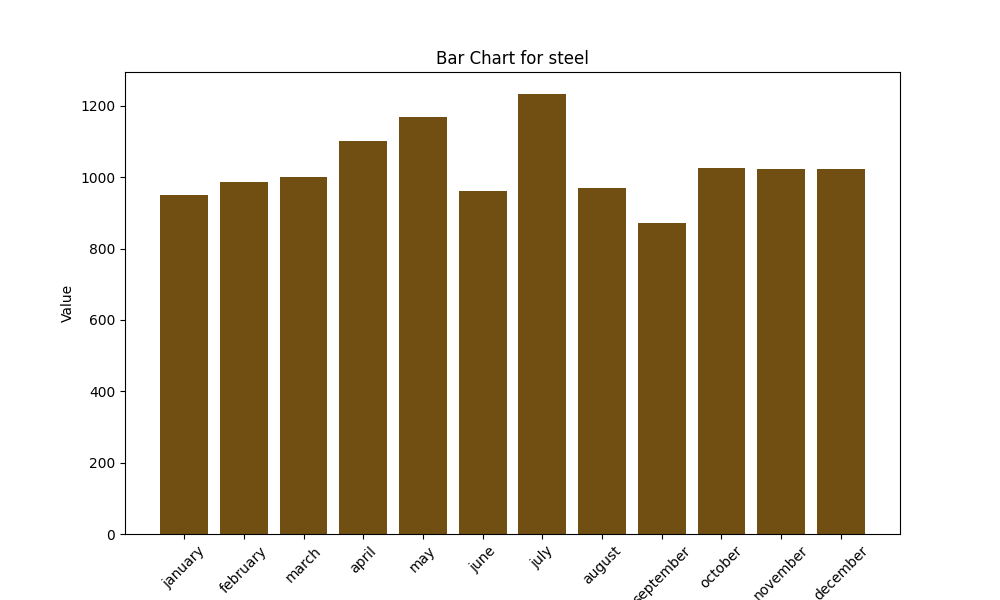 Bar Chart for steel
1200
1000
800
600
400
200
0
Value
january
february
march
april
may
june
july
august
september
october
november
december